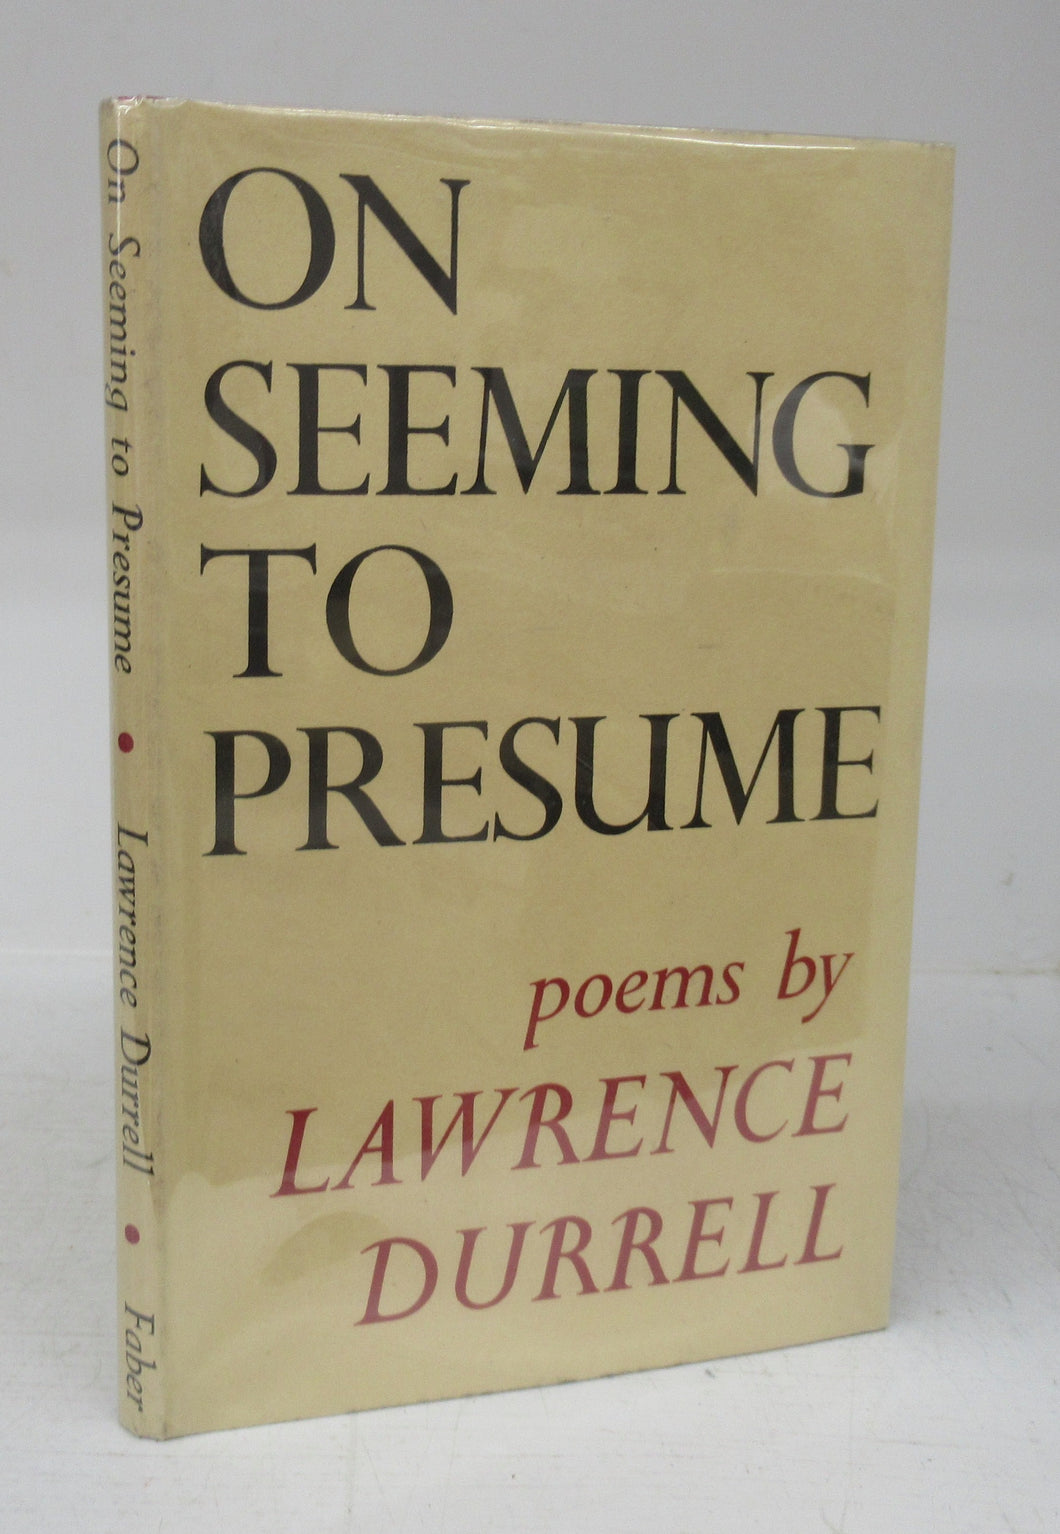 On Seeming to Presume • Lawrence Durrell • Faber
ON
SEEMING
TO
PRESUME
poems by
LAWRENCE
DURRELL